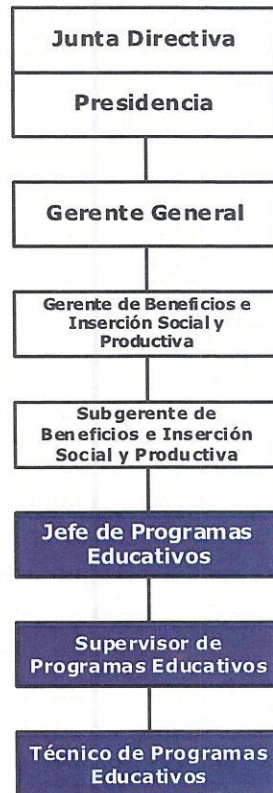 Junta Directiva
Presidencia
Gerente General
Gerente de Beneficios e
Inserción Social y
Productiva
Subgerente de
Beneficios e Inserción
Social y Productiva
Jefe de Programas
Educativos
Supervisor de
Programas Educativos
Técnico de Programas
Educativos